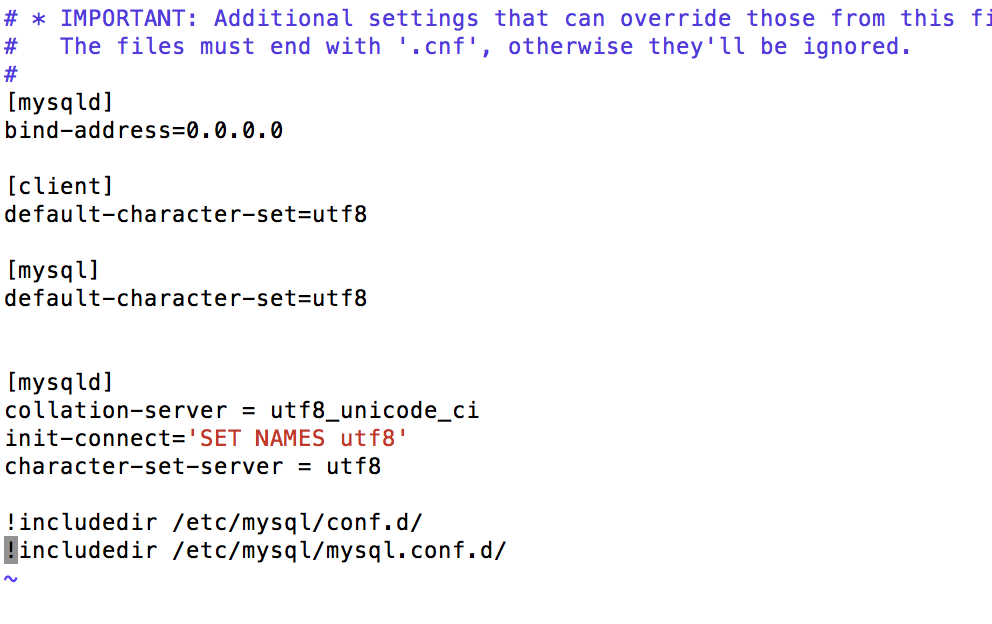 # * IMPORTANT: Additional settings that can override those from this
#   The files must end with '.cnf', otherwise they'll be ignored.
#
[mysqld]
bind-address=0.0.0.0
[client]
default-character-set=utf8
[mysql]
default-character-set=utf8
[mysqld]
collation-server = utf8_unicode_ci
init-connect='SET NAMES utf8'
character-set-server = utf8
!includedir /etc/mysql/conf.d/
!includedir /etc/mysql/mysql.conf.d/
~